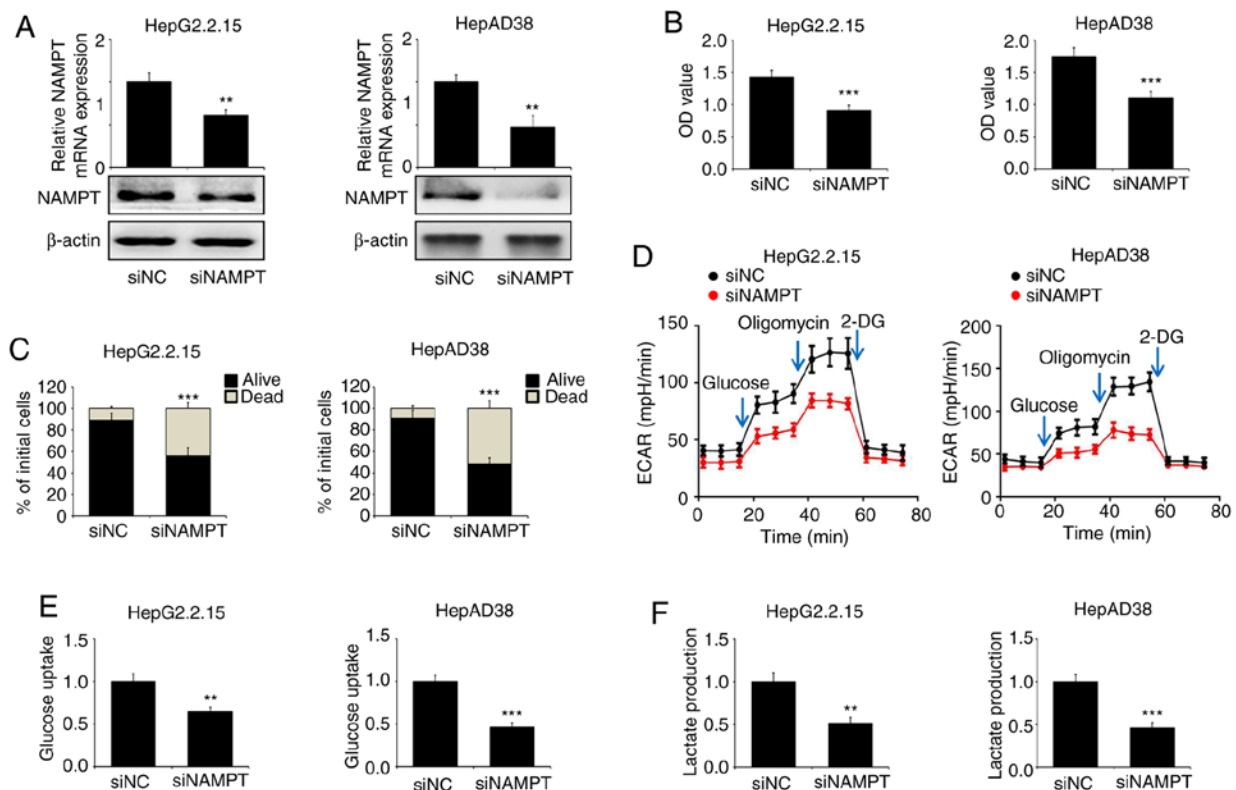 A
HepG2.2.15
Relative NAMPT
mRNA expression
2
1
1
**
NAMPT
β-actin
siNC siNAMPT
HepAD38
Relative NAMPT
mRNA expression
2
1
1
**
NAMPT
β-actin
siNC siNAMPT
B
HepG2.2.15
OD value
2.0
1.5
1.0
0.5
0.0
***
siNC siNAMPT
HepAD38
OD value
2.0
1.5
1.0
0.5
0.0
***
siNC siNAMPT
C
HepG2.2.15
Alive
Dead
% of initial cells
120
100
80
60
40
20
0
***
siNC siNAMPT
HepAD38
Alive
Dead
% of initial cells
120
100
80
60
40
20
0
***
siNC siNAMPT
D
HepG2.2.15
siNC
siNAMPT
ECAR (mpH/min)
150
100
50
0
Glucose
Oligomycin
2-DG
0 20 40 60 80
Time (min)
HepAD38
siNC
siNAMPT
ECAR (mpH/min)
200
150
100
50
0
Glucose
Oligomycin
2-DG
0 20 40 60 80
Time (min)
E
HepG2.2.15
Glucose uptake
1.5
1.0
0.5
0.0
**
siNC siNAMPT
HepAD38
Glucose uptake
1.5
1.0
0.5
0.0
***
siNC siNAMPT
F
HepG2.2.15
Lactate production
1.5
1.0
0.5
0.0
**
siNC siNAMPT
HepAD38
Lactate production
1.5
1.0
0.5
0.0
***
siNC siNAMPT